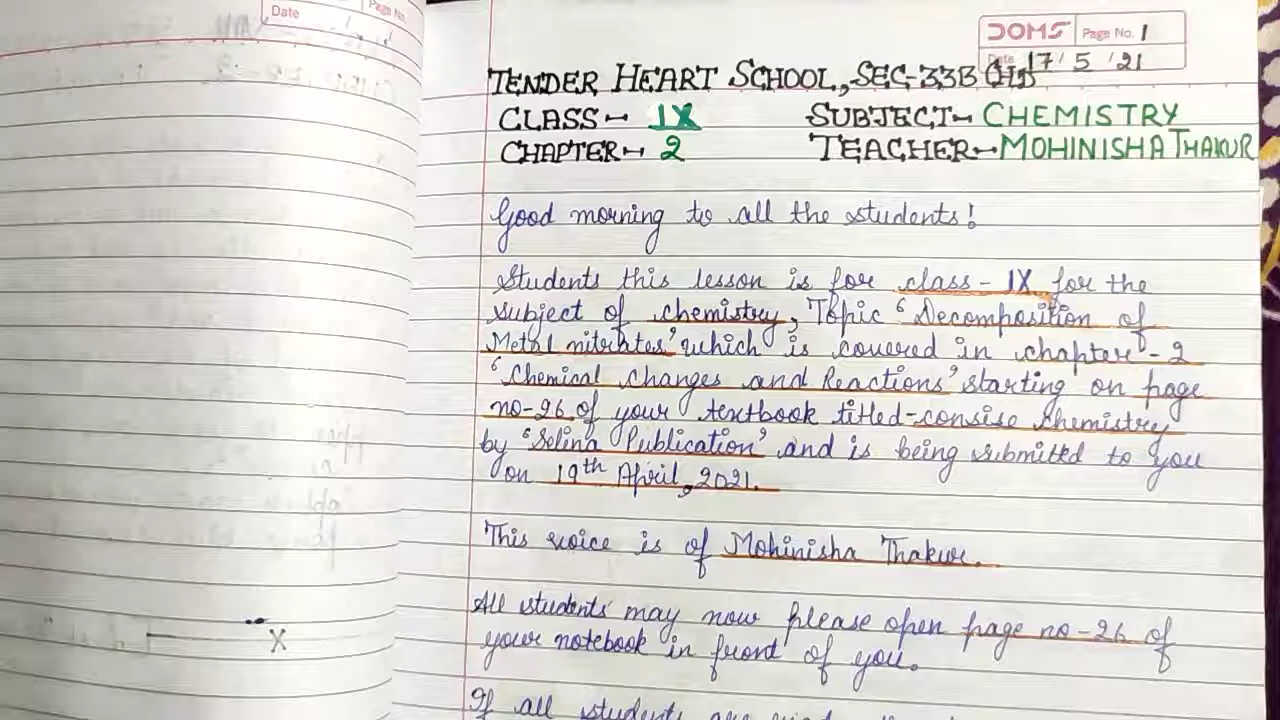 Date
Page No.
DOMS Page No. 1
Date 17/5/21
TENDER HEART SCHOOL, SEC-33B CHD
CLASS- IX SUBJECT- CHEMISTRY
CHAPTER- 2 TEACHER- MOHINISHA THAKUR
Good morning to all the students!
Students this lesson is for class - IX for the
subject of chemistry, Topic 'Decomposition of
Metal nitrates' which is covered in chapter - 2
'Chemical changes and Reactions' starting on page
no-26 of your textbook titled-consise Chemistry
by 'Selina Publication' and is being submitted to you
on 19th April, 2021.
This voice is of Mohinisha Thakur.
All students may now please open page no-26 of
your notebook in front of you.
X
If all students are